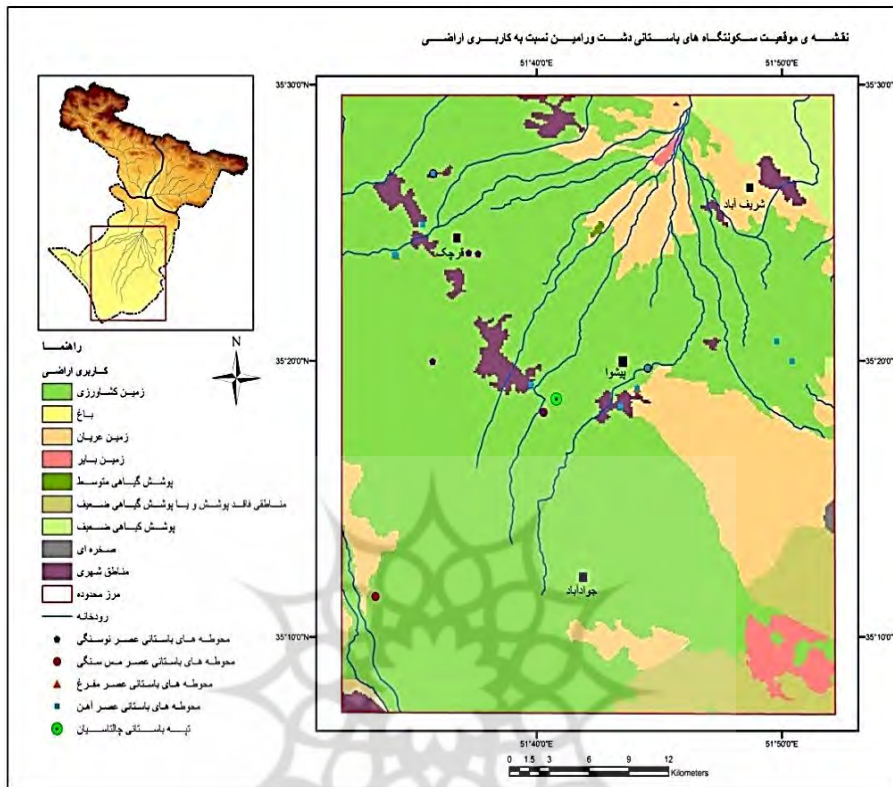 نقشه ی موقعیت سکونتگاه های باستانی دشت ورامین نسبت به کاربری اراضی
51°40'0"E 51°50'0"E
35°30'0"N 35°30'0"N
شریف آباد
قرچک
35°20'0"N 35°20'0"N
پیشوا
جوادآباد
35°10'0"N 35°10'0"N
51°40'0"E 51°50'0"E
0 1.5 3 6 9 12
Kilometers
N
راهنما
کاربری اراضی
زمین کشاورزی
باغ
زمین عریان
زمین بایر
پوشش گیاهی متوسط
مناطقی فاقد پوشش و یا پوشش گیاهی ضعیف
پوشش گیاهی ضعیف
صخره ای
مناطق شهری
مرز محدوده
رودخانه
محوطه های باستانی عصر نوسنگی
محوطه های باستانی عصر مس سنگی
محوطه های باستانی عصر مفرغ
محوطه های باستانی عصر آهن
تپه باستانی چالتاسیان